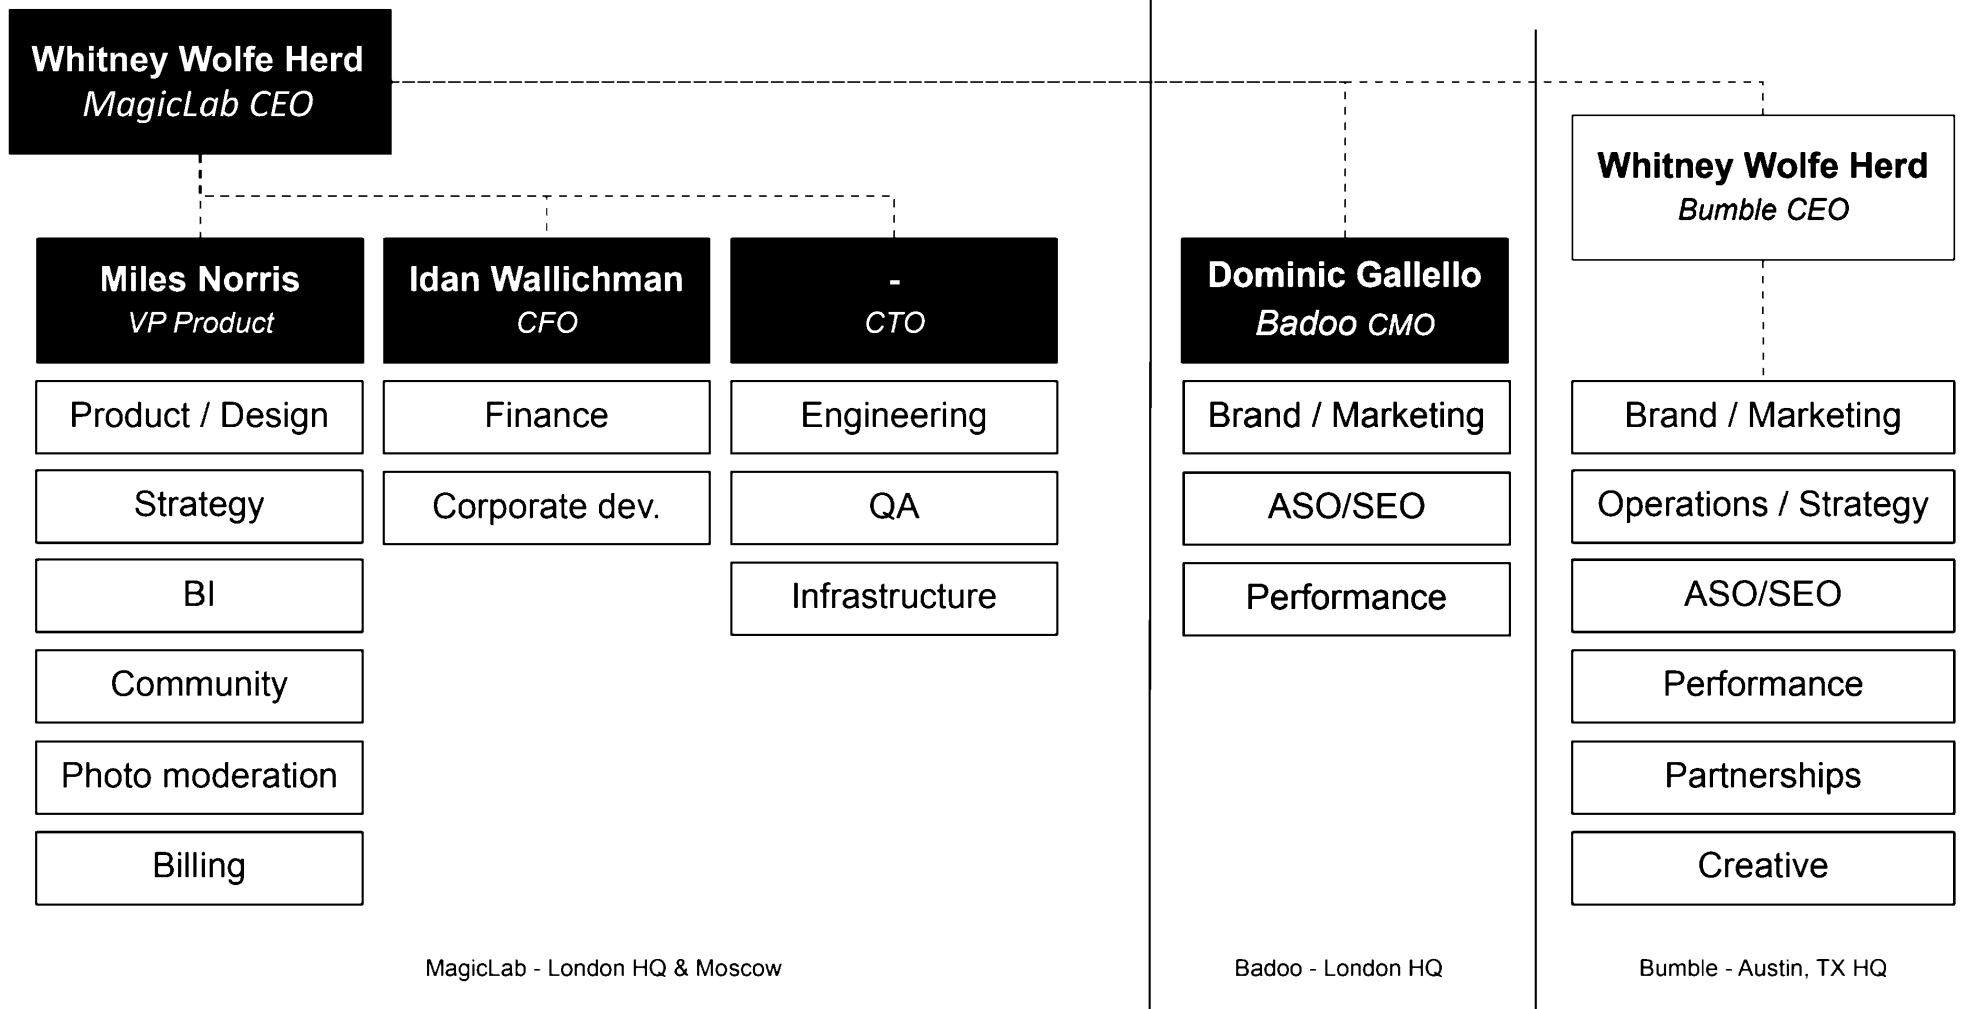 Whitney Wolfe Herd
MagicLab CEO
Whitney Wolfe Herd
Bumble CEO
Miles Norris
VP Product
Idan Wallichman
CFO
-
CTO
Dominic Gallello
Badoo CMO
Product / Design
Strategy
BI
Community
Photo moderation
Billing
Finance
Corporate dev.
Engineering
QA
Infrastructure
Brand / Marketing
ASO/SEO
Performance
Brand / Marketing
Operations / Strategy
ASO/SEO
Performance
Partnerships
Creative
MagicLab - London HQ & Moscow
Badoo - London HQ
Bumble - Austin, TX HQ